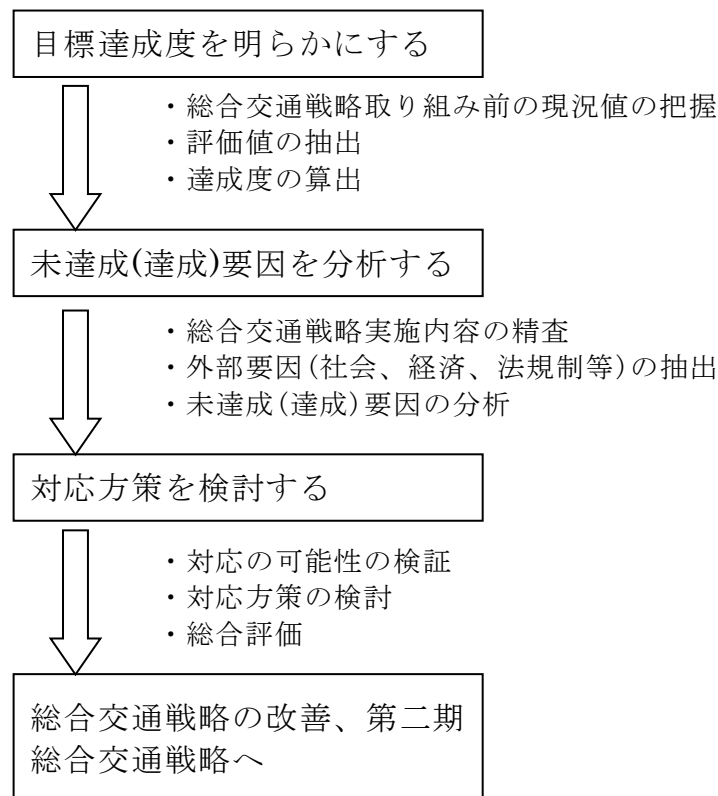 目標達成度を明らかにする
・総合交通戦略取り組み前の現況値の把握
・評価値の抽出
・達成度の算出
未達成(達成)要因を分析する
・総合交通戦略実施内容の精査
・外部要因(社会、経済、法規制等)の抽出
・未達成(達成)要因の分析
対応方策を検討する
・対応の可能性の検証
・対応方策の検討
・総合評価
総合交通戦略の改善、第二期
総合交通戦略へ